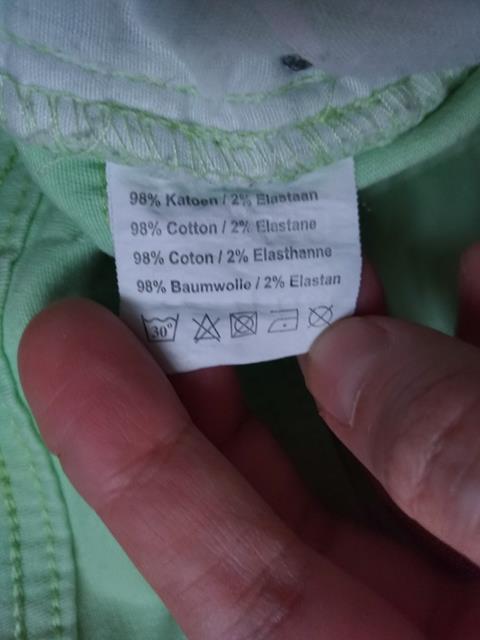 98% Katoen / 2% Elastaan
98% Cotton / 2% Elastane
98% Coton / 2% Elasthanne
98% Baumwolle / 2% Elastan
30°